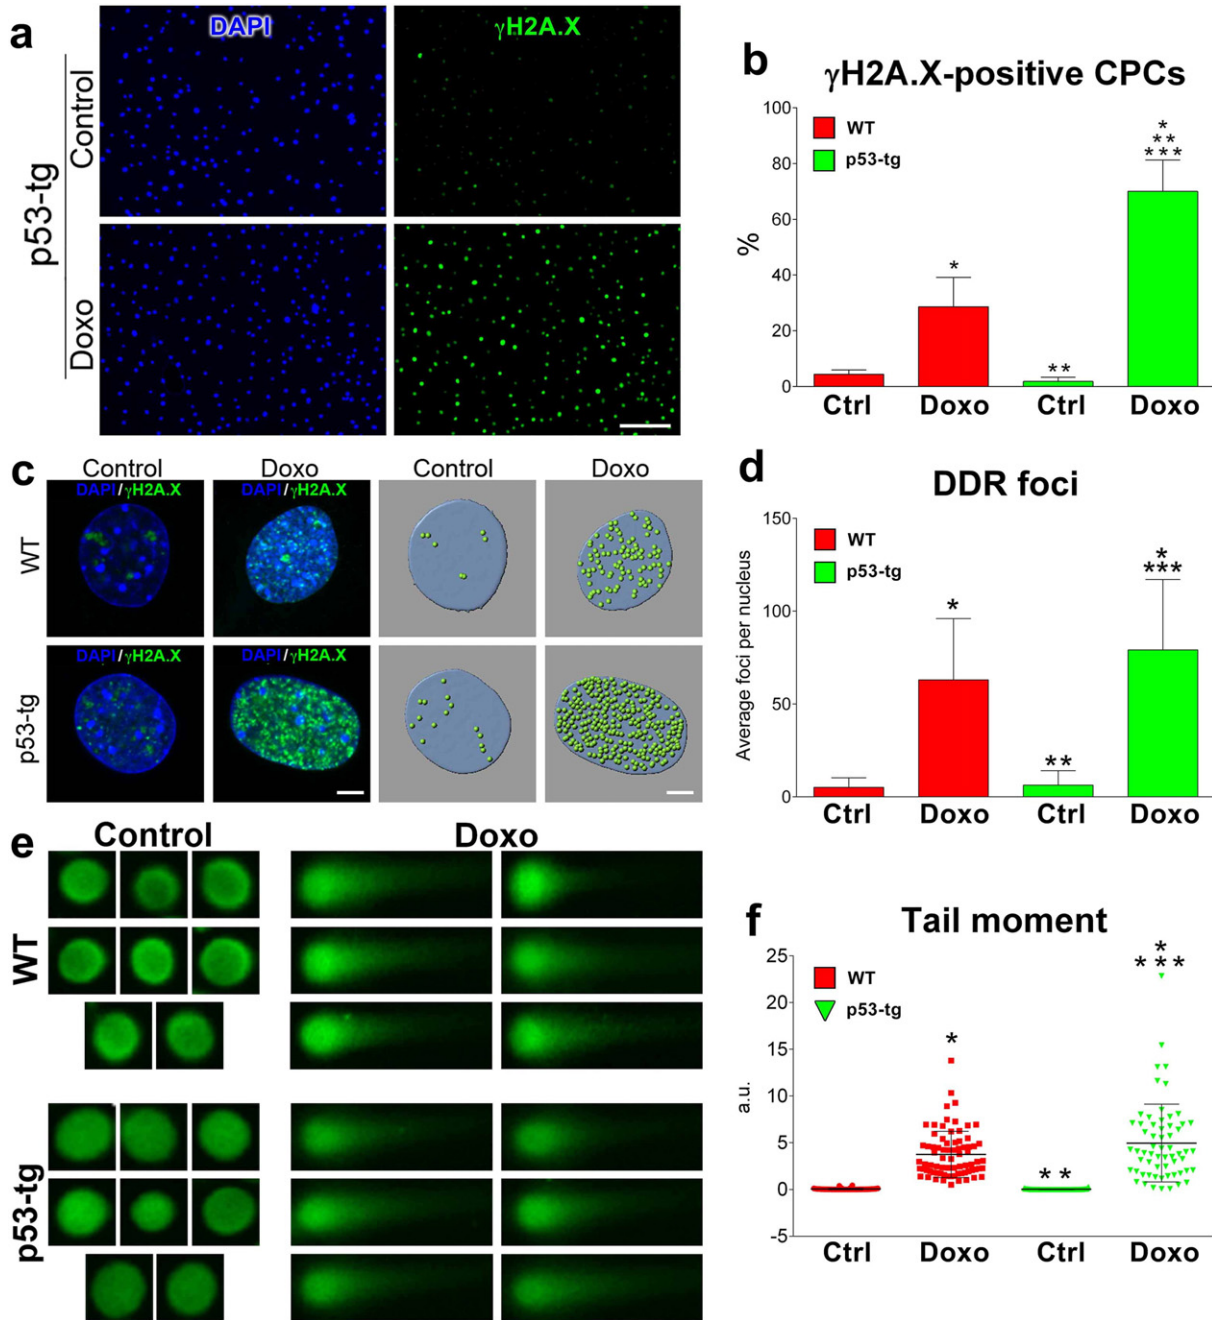 a
DAPI
γH2A.X
p53-tg
Control
Doxo
b
γH2A.X-positive CPCs
100
80
60
40
20
0
%
WT
p53-tg
*
**
*
**
***
Ctrl
Doxo
Ctrl
Doxo
c
Control
Doxo
Control
Doxo
WT
DAPI/γH2A.X
DAPI/γH2A.X
p53-tg
DAPI/γH2A.X
DAPI/γH2A.X
d
DDR foci
150
100
50
0
Average foci per nucleus
WT
p53-tg
*
**
*
***
Ctrl
Doxo
Ctrl
Doxo
e
Control
Doxo
WT
p53-tg
f
Tail moment
25
20
15
10
5
0
-5
a.u.
WT
p53-tg
*
**
*
***
Ctrl
Doxo
Ctrl
Doxo